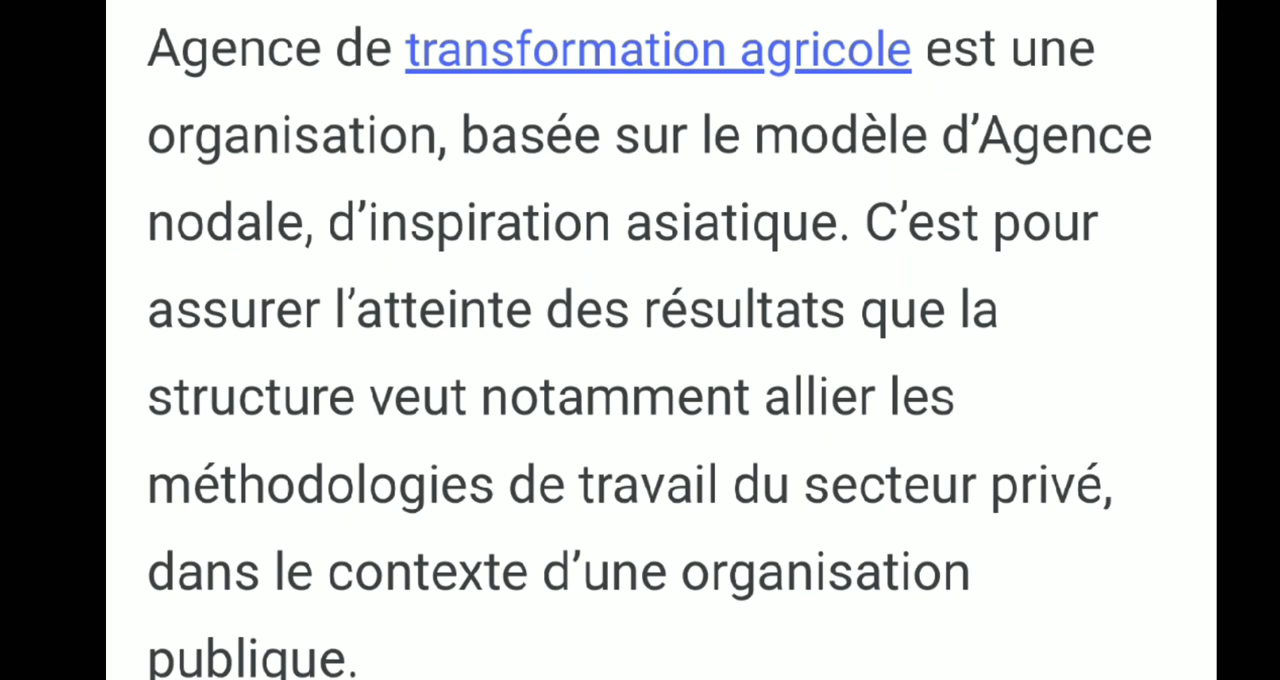 Agence de transformation agricole est une
organisation, basée sur le modèle d’Agence
nodale, d’inspiration asiatique. C’est pour
assurer l’atteinte des résultats que la
structure veut notamment allier les
méthodologies de travail du secteur privé,
dans le contexte d’une organisation
publique.